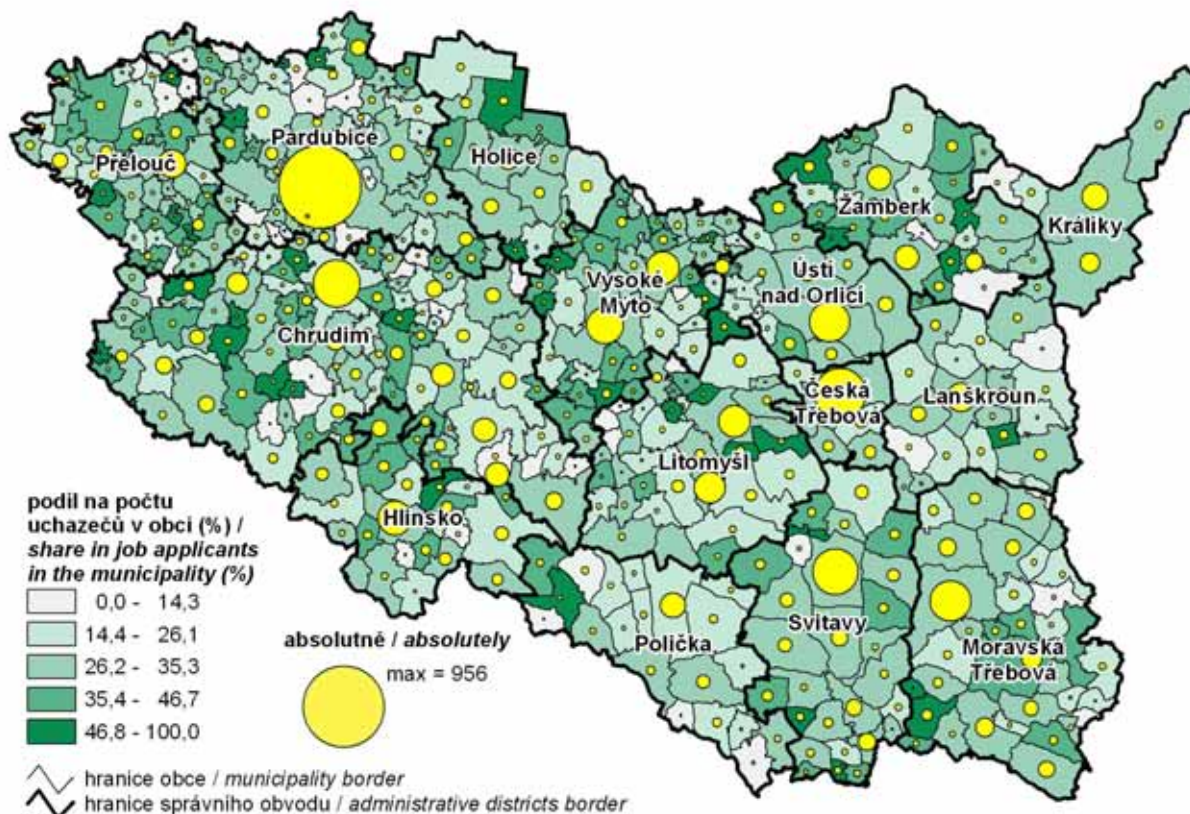 Pardubice
Přelouč
Holice
Žamberk
Králíky
Vysoké
Mýto
Ústí
nad Orlicí
Chrudim
Česká
Třebová
Lanškroun
Litomyšl
Hlinsko
Svitavy
Polička
Moravská
Třebová
podíl na počtu
uchazečů v obci (%) /
share in job applicants
in the municipality (%)
0,0 - 14,3
14,4 - 26,1
26,2 - 35,3
35,4 - 46,7
46,8 - 100,0
absolutně / absolutely
max = 956
hranice obce / municipality border
hranice správního obvodu / administrative districts border